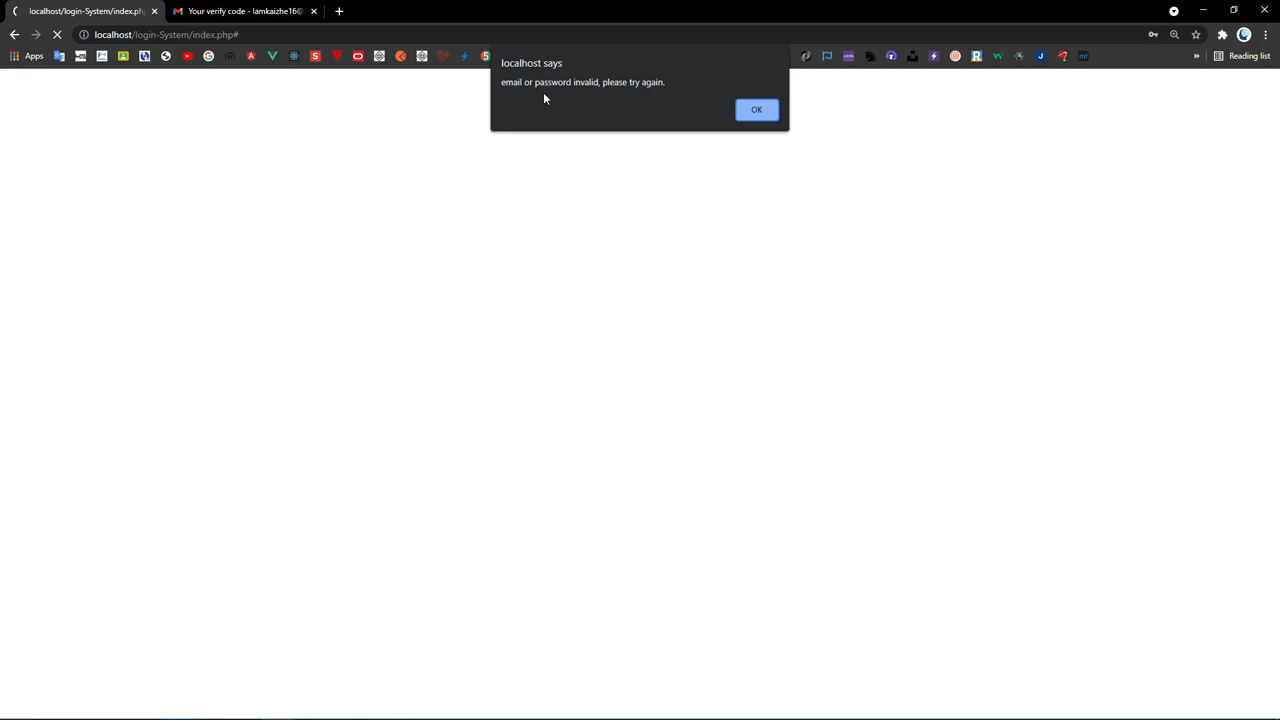 localhost/login-System/index.ph
Your verify code - lamkaizhe16@
localhost/login-System/index.php#
Apps
Reading list
localhost says
email or password invalid, please try again.
OK